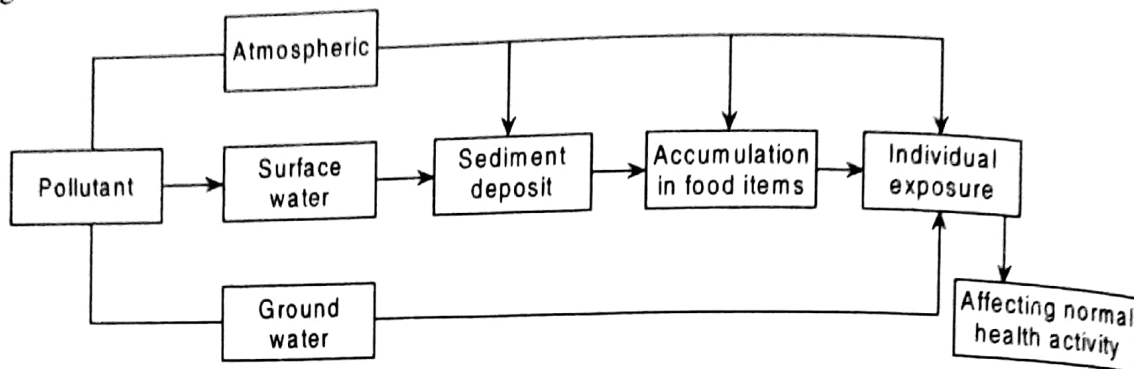 Atmospheric
Pollutant
Surface
water
Sediment
deposit
Accumulation
in food items
Individual
exposure
Ground
water
Affecting normal
health activity